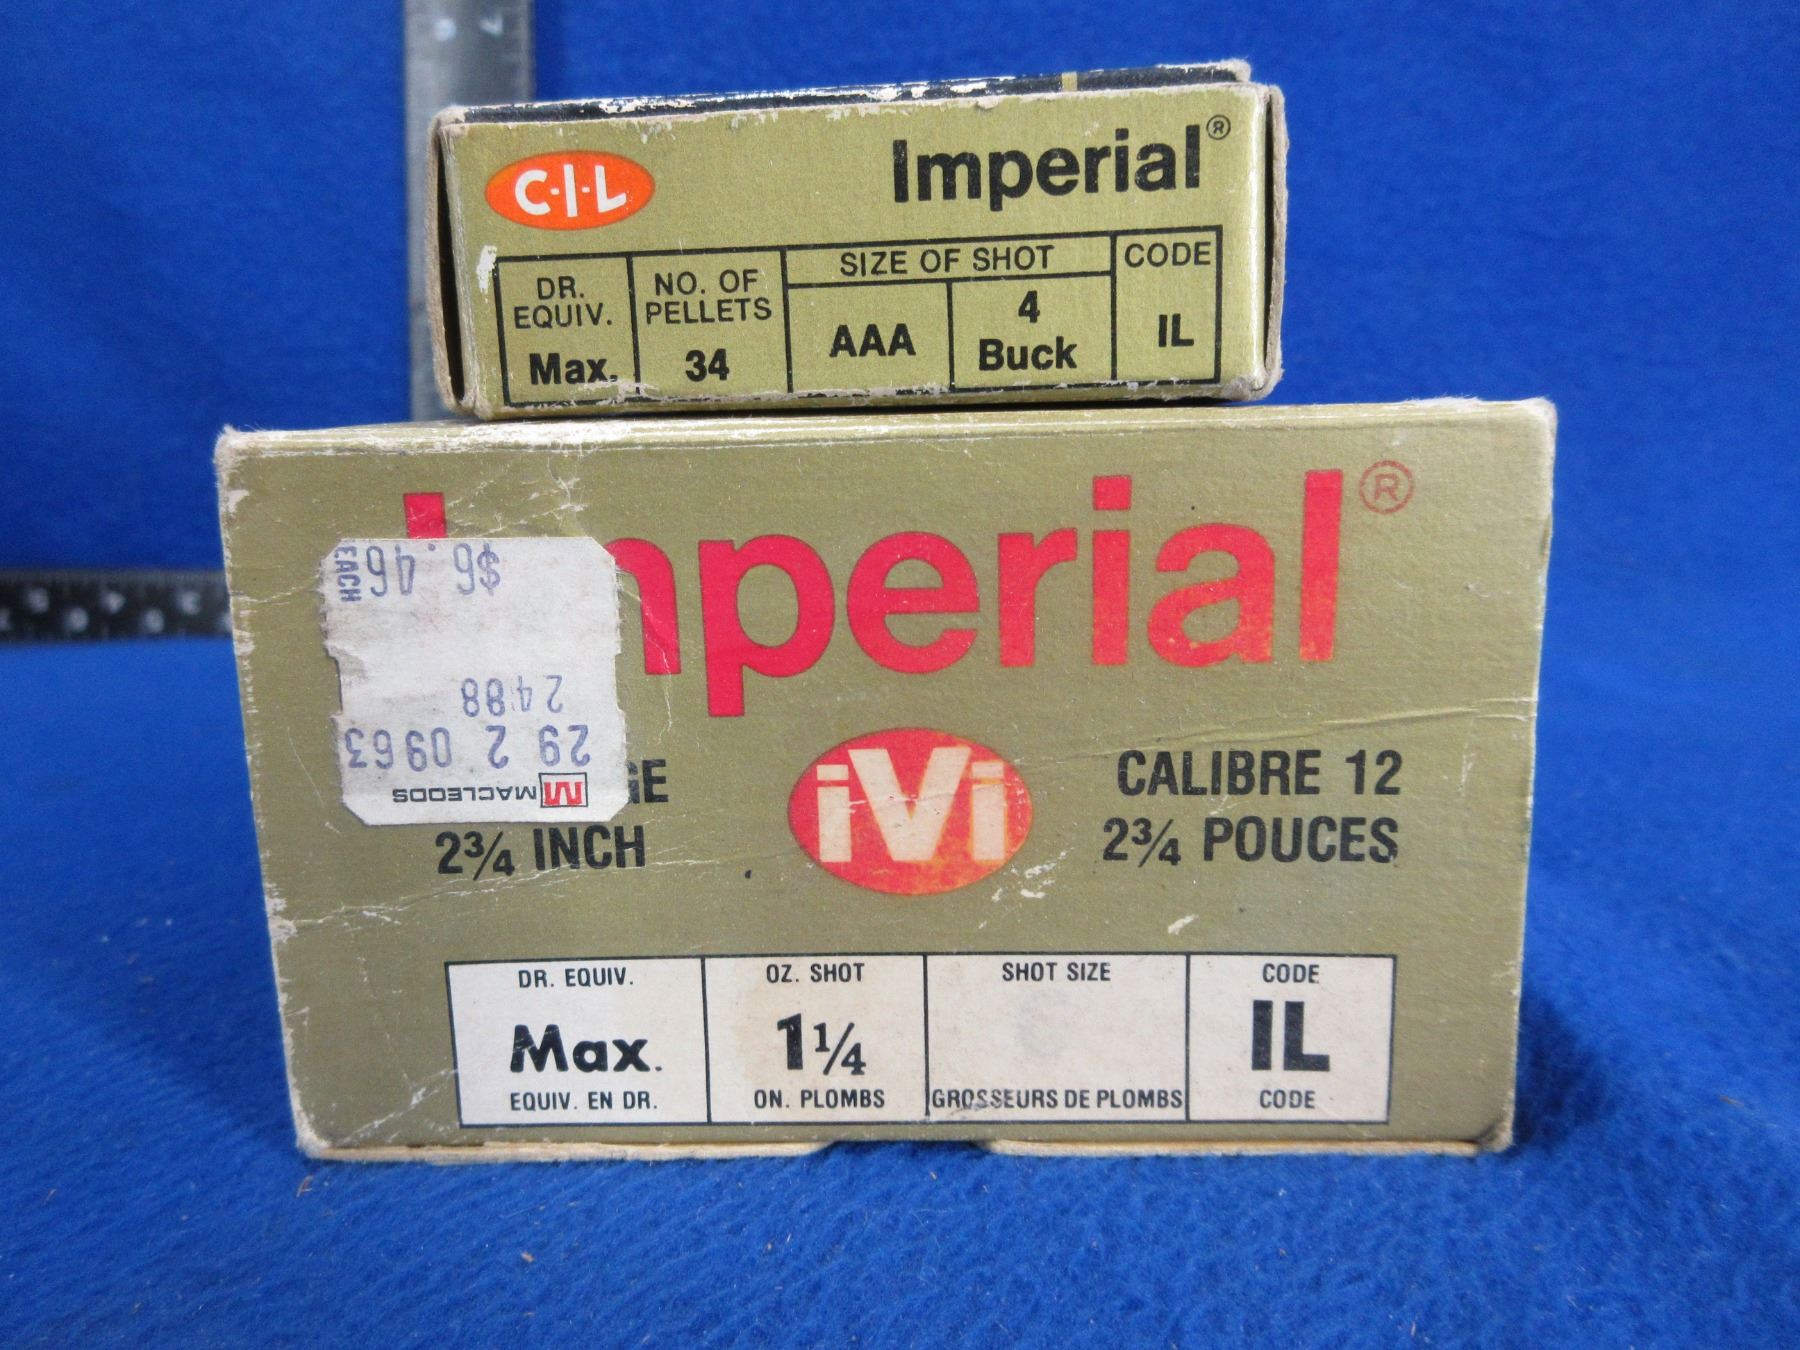 C-I-L
Imperial®
DR. EQUIV.
Max.
NO. OF PELLETS
34
SIZE OF SHOT
AAA
4 Buck
CODE
IL
Imperial®
$6.46 EACH
2488
29 2 0963
M MACLEODS
GE
2¾ INCH
iVi
CALIBRE 12
2¾ POUCES
DR. EQUIV.
Max.
EQUIV. EN DR.
OZ. SHOT
1¼
ON. PLOMBS
SHOT SIZE
GROSSEURS DE PLOMBS
CODE
IL
CODE